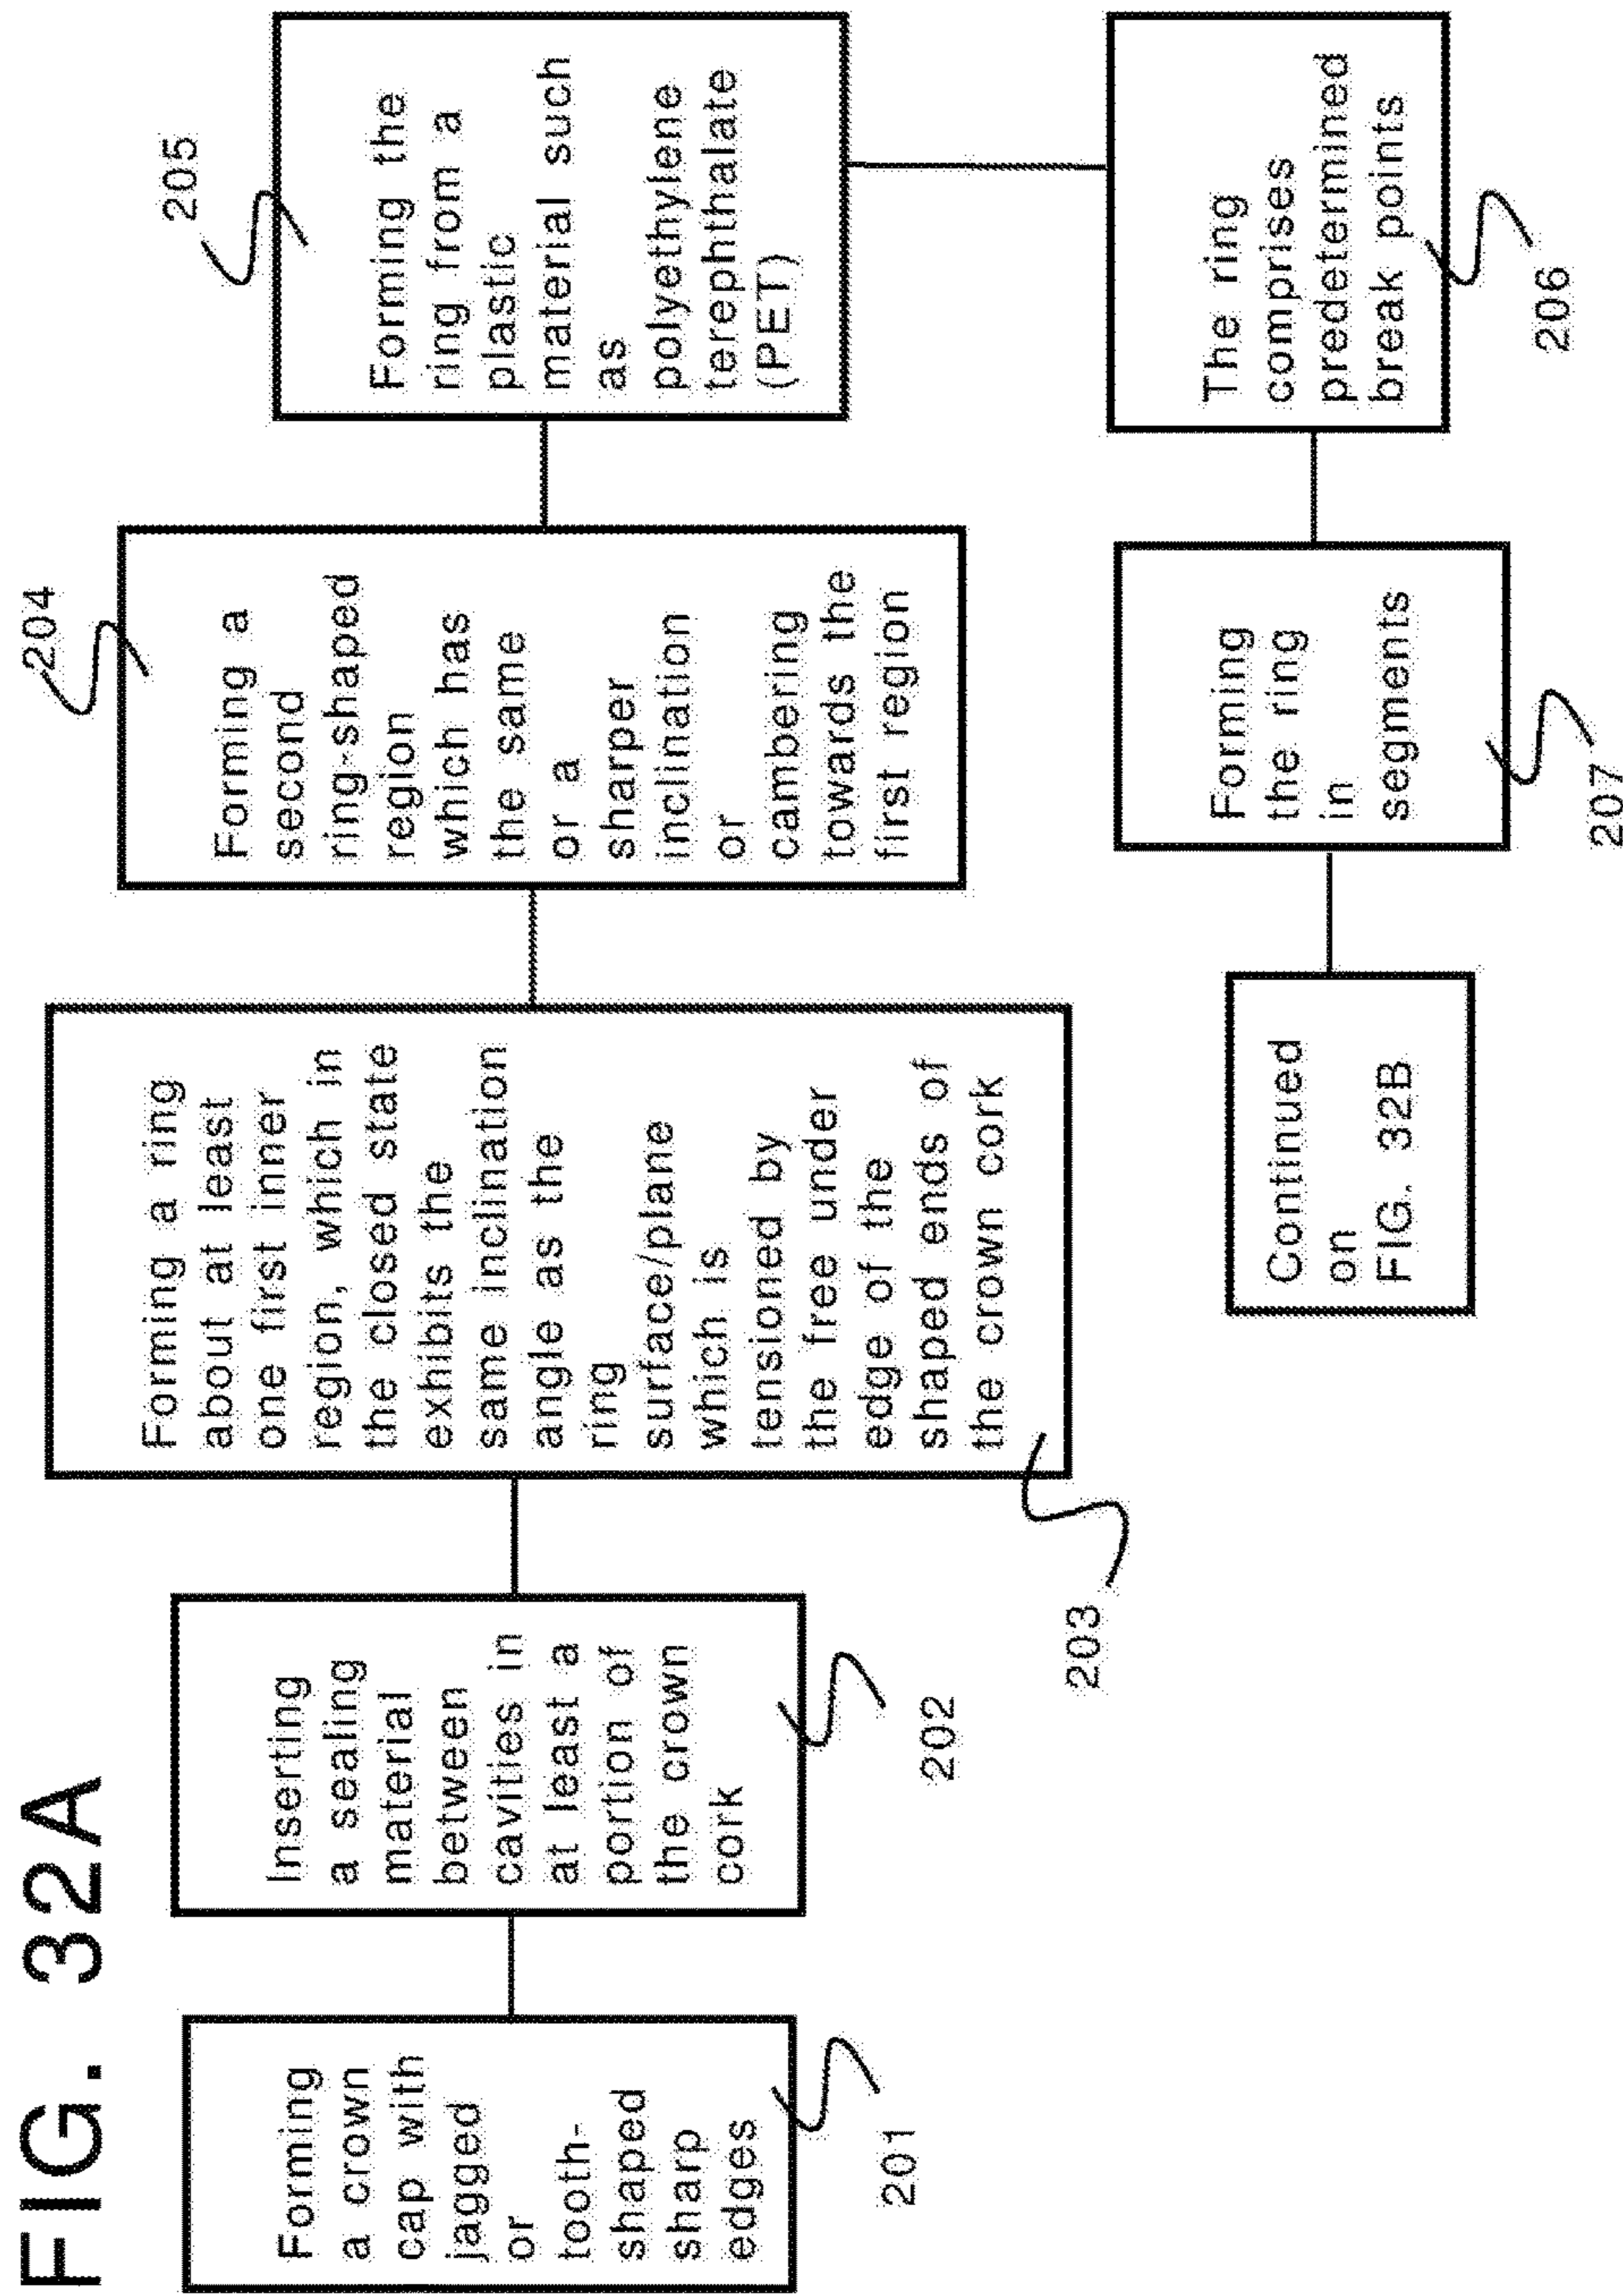 FIG. 32A
Forming
a crown
cap with
jagged
or
tooth-
shaped
sharp
edges
201
Inserting
a sealing
material
between
cavities in
at least a
portion of
the crown
cork
202
Forming a ring
about at least
one first inner
region, which in
the closed state
exhibits the
same inclination
angle as the
ring
surface/plane
which is
tensioned by
the free under
edge of the
shaped ends of
the crown cork
203
204
Forming a
second
ring-shaped
region
which has
the same
or a
sharper
inclination
or
cambering
towards the
first region
205
Forming the
ring from a
plastic
material such
as
polyethylene
terephthalate
(PET)
The ring
comprises
predetermined
break points
206
Forming
the ring
in
segments
207
Continued
on
FIG. 32B